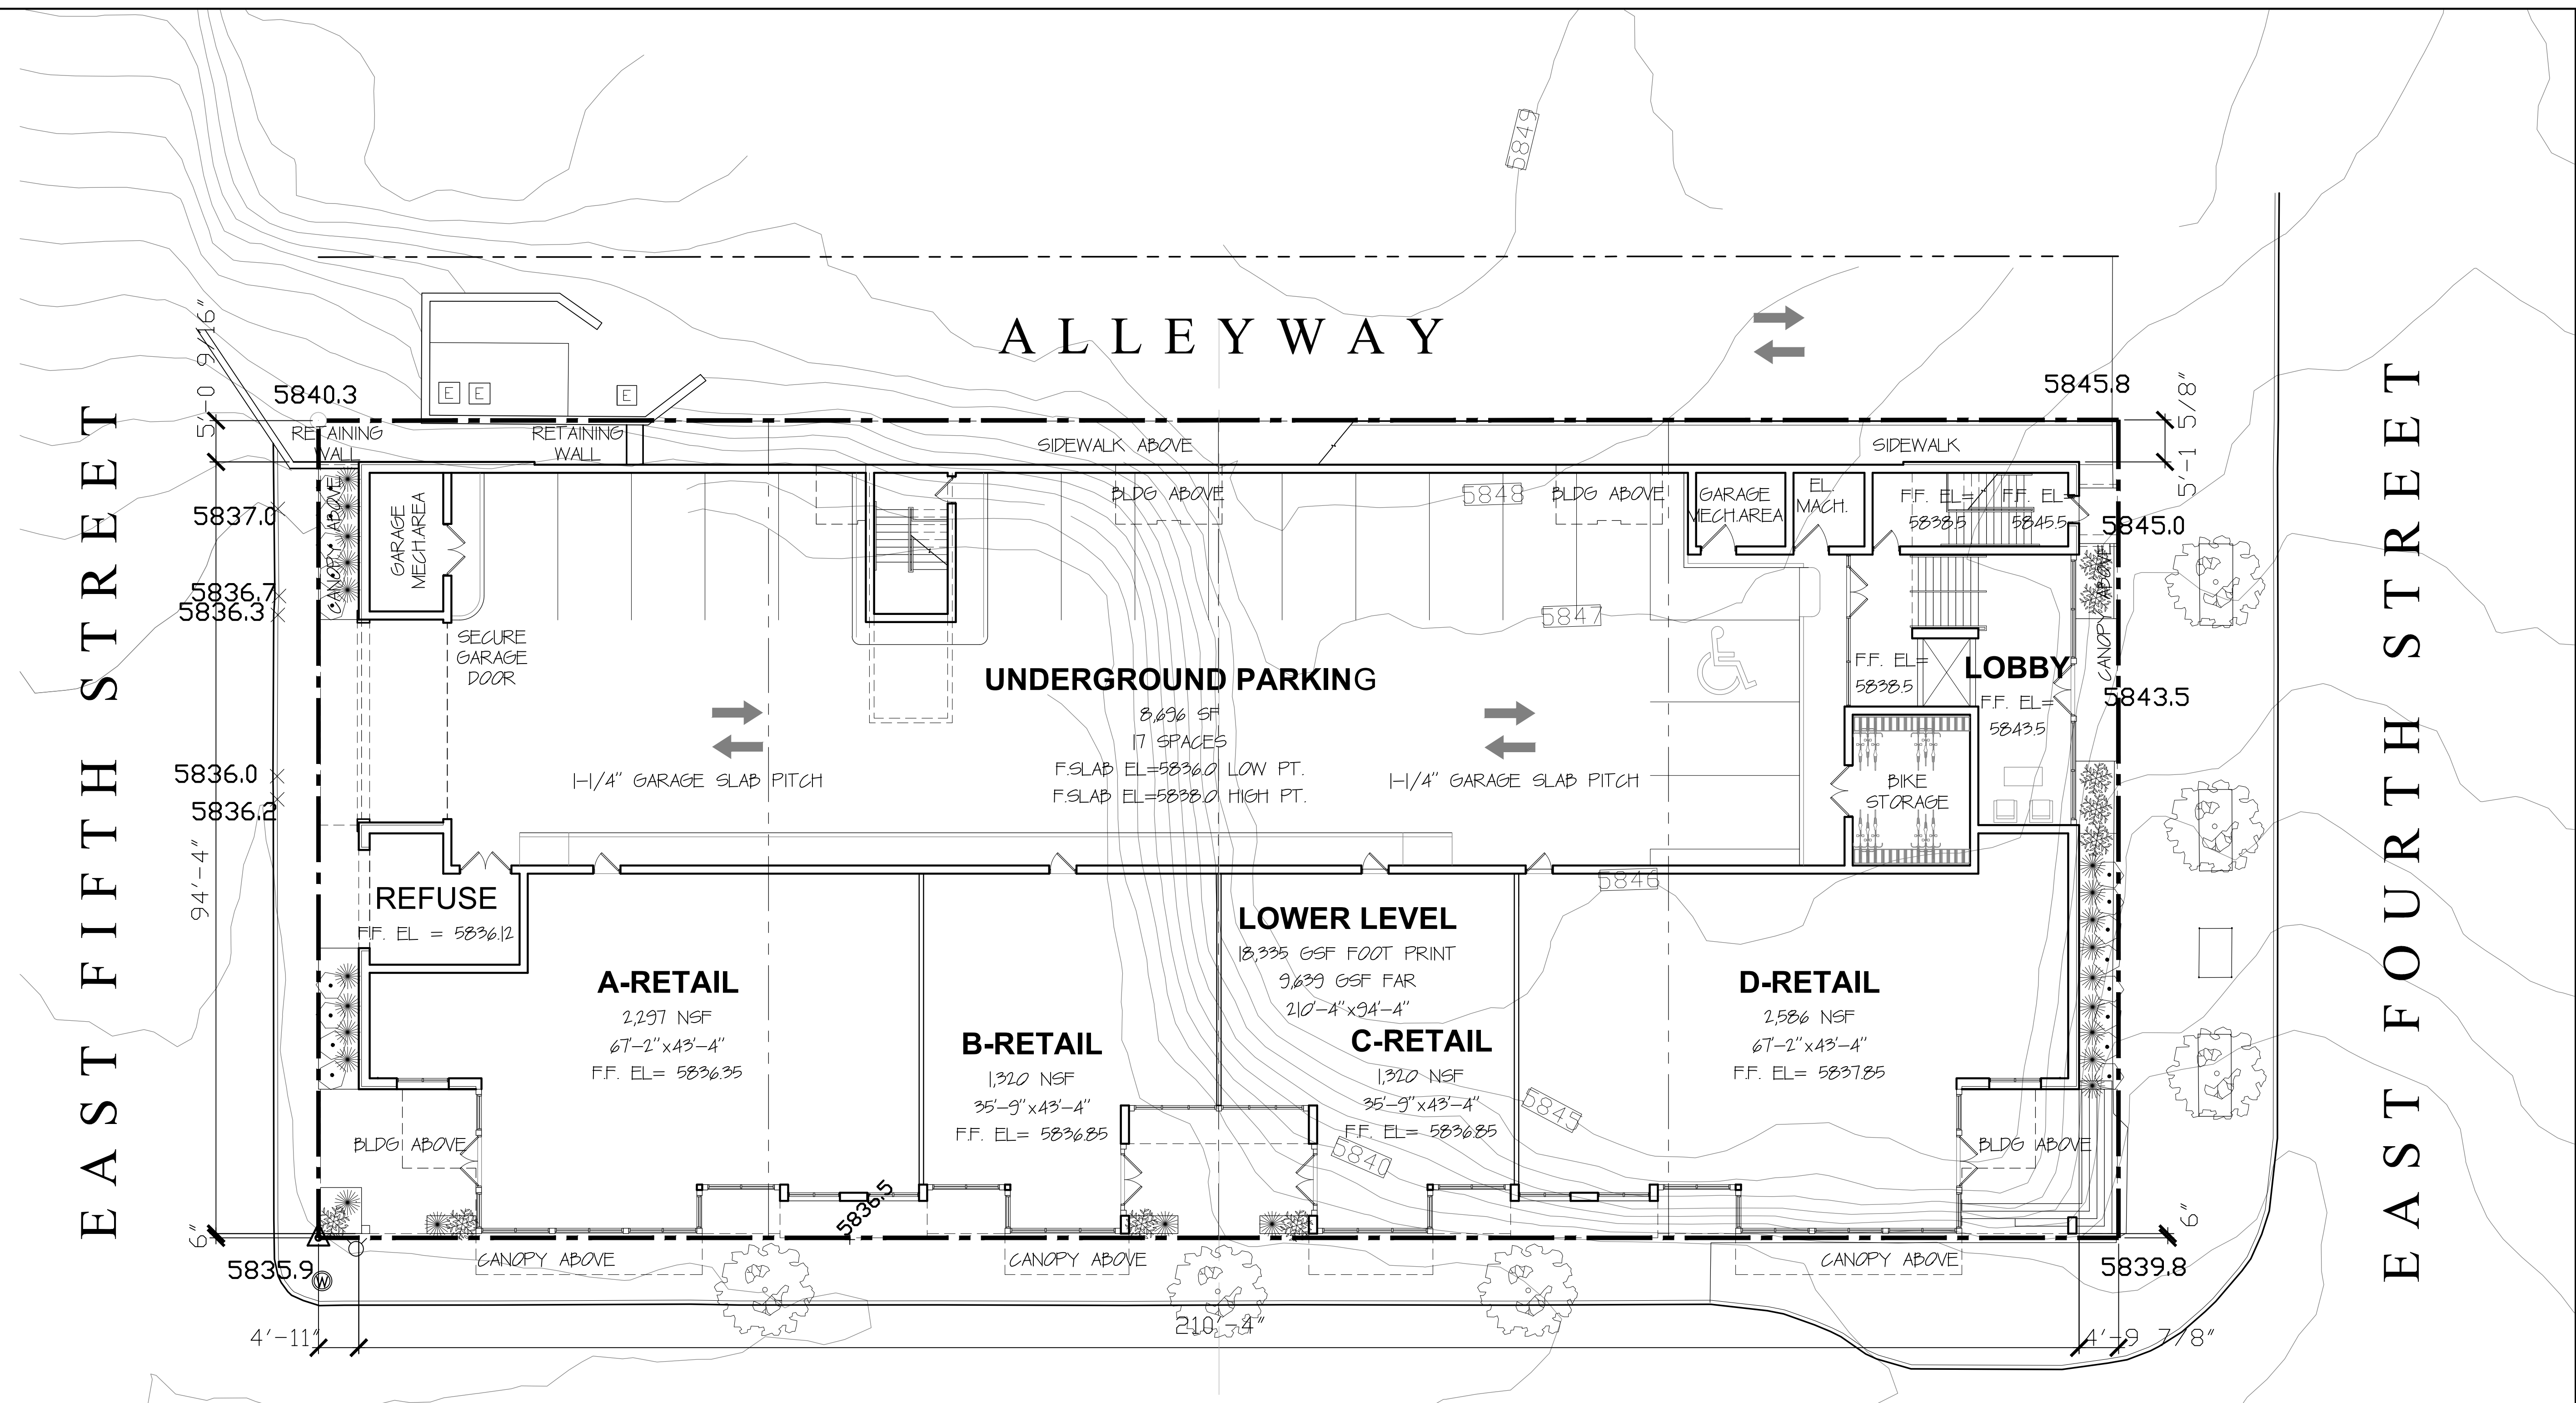 5849
ALLEYWAY
5'-0 9/16"
5840.3
E
E
E
5845.8
5'-1 5/8"
RETAINING
WALL
RETAINING
WALL
SIDEWALK ABOVE
SIDEWALK
EAST FIFTH STREET
EAST FOURTH STREET
CANOPY ABOVE
GARAGE
MECH.AREA
BLDG ABOVE
5848
BLDG ABOVE
GARAGE
MECH.AREA
EL.
MACH.
F.F. EL=
5838.5
F.F. EL=
5845.5
5837.0
5845.0
5836.7
5836.3
5847
CANOPY ABOVE
SECURE
GARAGE
DOOR
UNDERGROUND PARKING
8,696 SF
17 SPACES
F.SLAB EL=5836.0 LOW PT.
F.SLAB EL=5838.0 HIGH PT.
F.F. EL=
5838.5
LOBBY
F.F. EL=
5843.5
5843.5
5836.0
5836.2
1-1/4" GARAGE SLAB PITCH
1-1/4" GARAGE SLAB PITCH
BIKE
STORAGE
94'-4"
REFUSE
F.F. EL = 5836.12
5846
LOWER LEVEL
18,335 GSF FOOT PRINT
9,639 GSF FAR
210'-4"x94'-4"
A-RETAIL
2,297 NSF
67'-2"x43'-4"
F.F. EL= 5836.35
B-RETAIL
1,320 NSF
35'-9"x43'-4"
F.F. EL= 5836.85
C-RETAIL
1,320 NSF
35'-9"x43'-4"
F.F. EL= 5836.85
D-RETAIL
2,586 NSF
67'-2"x43'-4"
F.F. EL= 5837.85
5845
5840
BLDG ABOVE
BLDG ABOVE
5836.5
6"
6"
5835.9
W
CANOPY ABOVE
CANOPY ABOVE
CANOPY ABOVE
5839.8
4'-11"
210'-4"
4'-9 7/8"